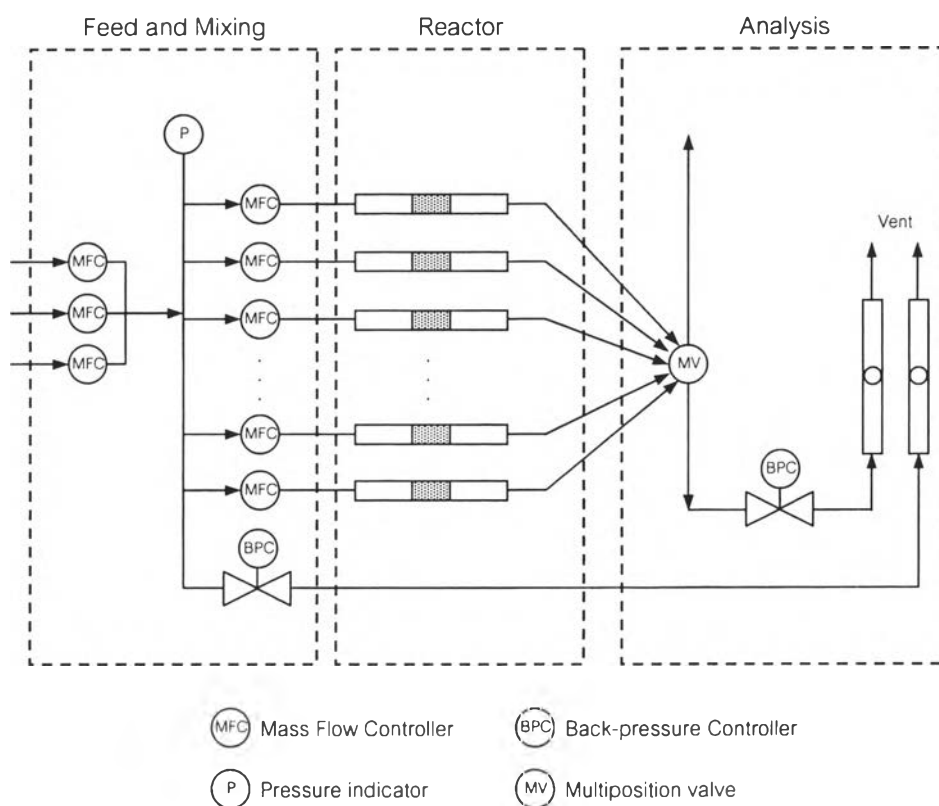 Feed and Mixing
Reactor
Analysis
P
MFC
MFC
Vent
MFC
MFC
MFC
MFC
MV
MFC
MFC
BPC
MFC
BPC
MFC Mass Flow Controller
BPC Back-pressure Controller
P Pressure indicator
MV Multiposition valve